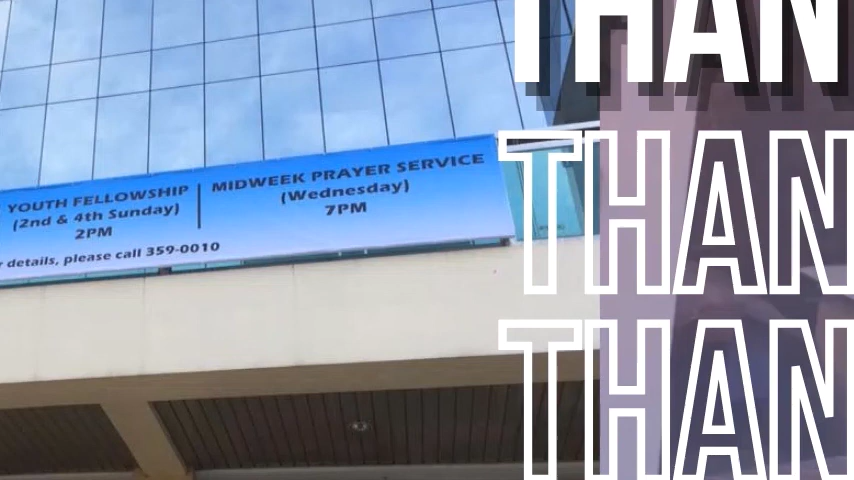 THAN
THAN
THAN
YOUTH FELLOWSHIP
(2nd & 4th Sunday)
2PM
MIDWEEK PRAYER SERVICE
(Wednesday)
7PM
details, please call 359-0010